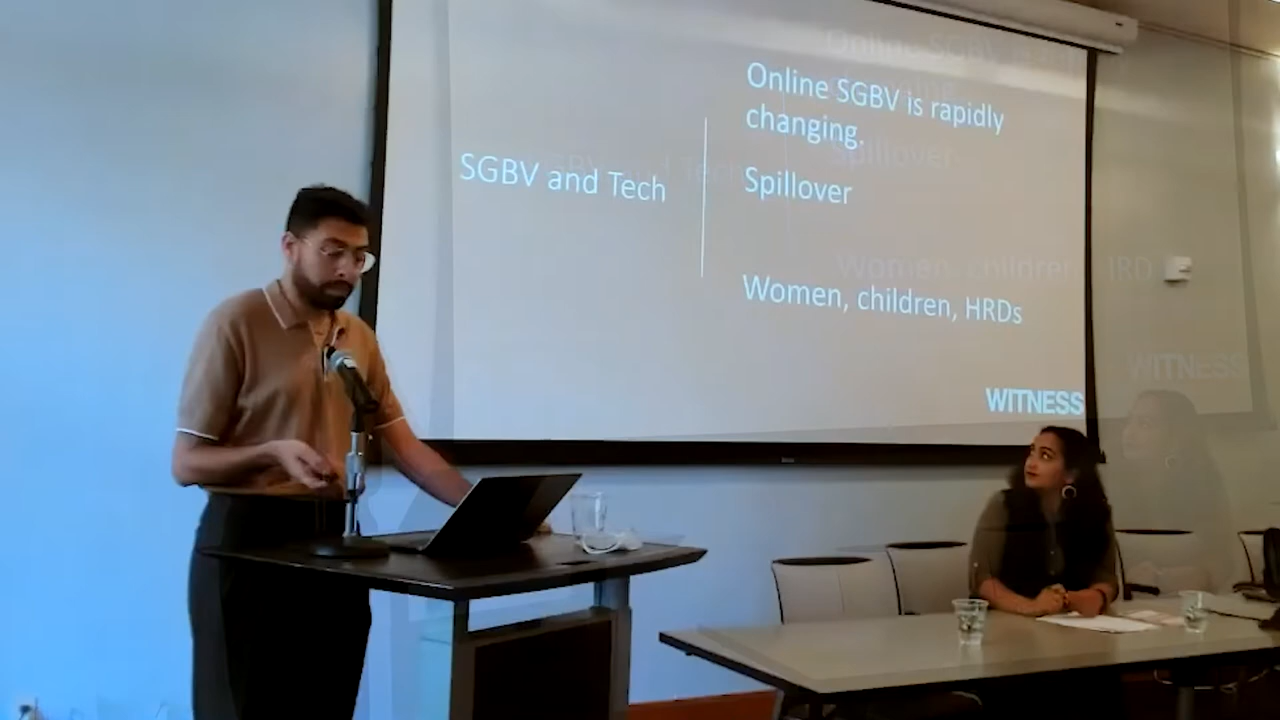 SGBV and Tech
Online SGBV is rapidly
changing.
Spillover
Women, children, HRDs
WITNESS